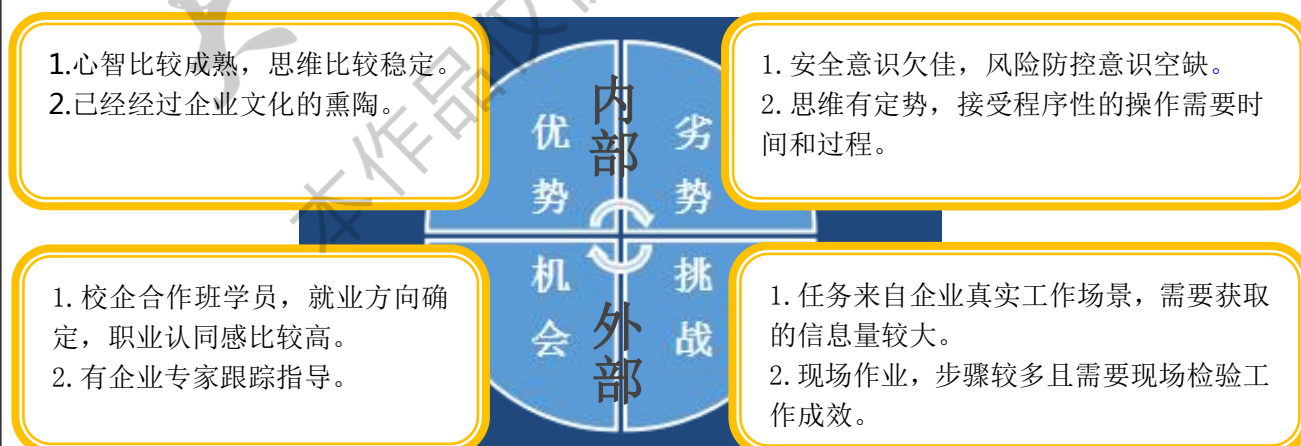 1.心智比较成熟，思维比较稳定。
2.已经经过企业文化的熏陶。
1.安全意识欠佳，风险防控意识空缺。
2.思维有定势，接受程序性的操作需要时
间和过程。
内部
优势
劣势
机会
挑战
外部
1.校企合作班学员，就业方向确
定，职业认同感比较高。
2.有企业专家跟踪指导。
1.任务来自企业真实工作场景，需要获取
的信息量较大。
2.现场作业，步骤较多且需要现场检验工
作成效。
本作品仅